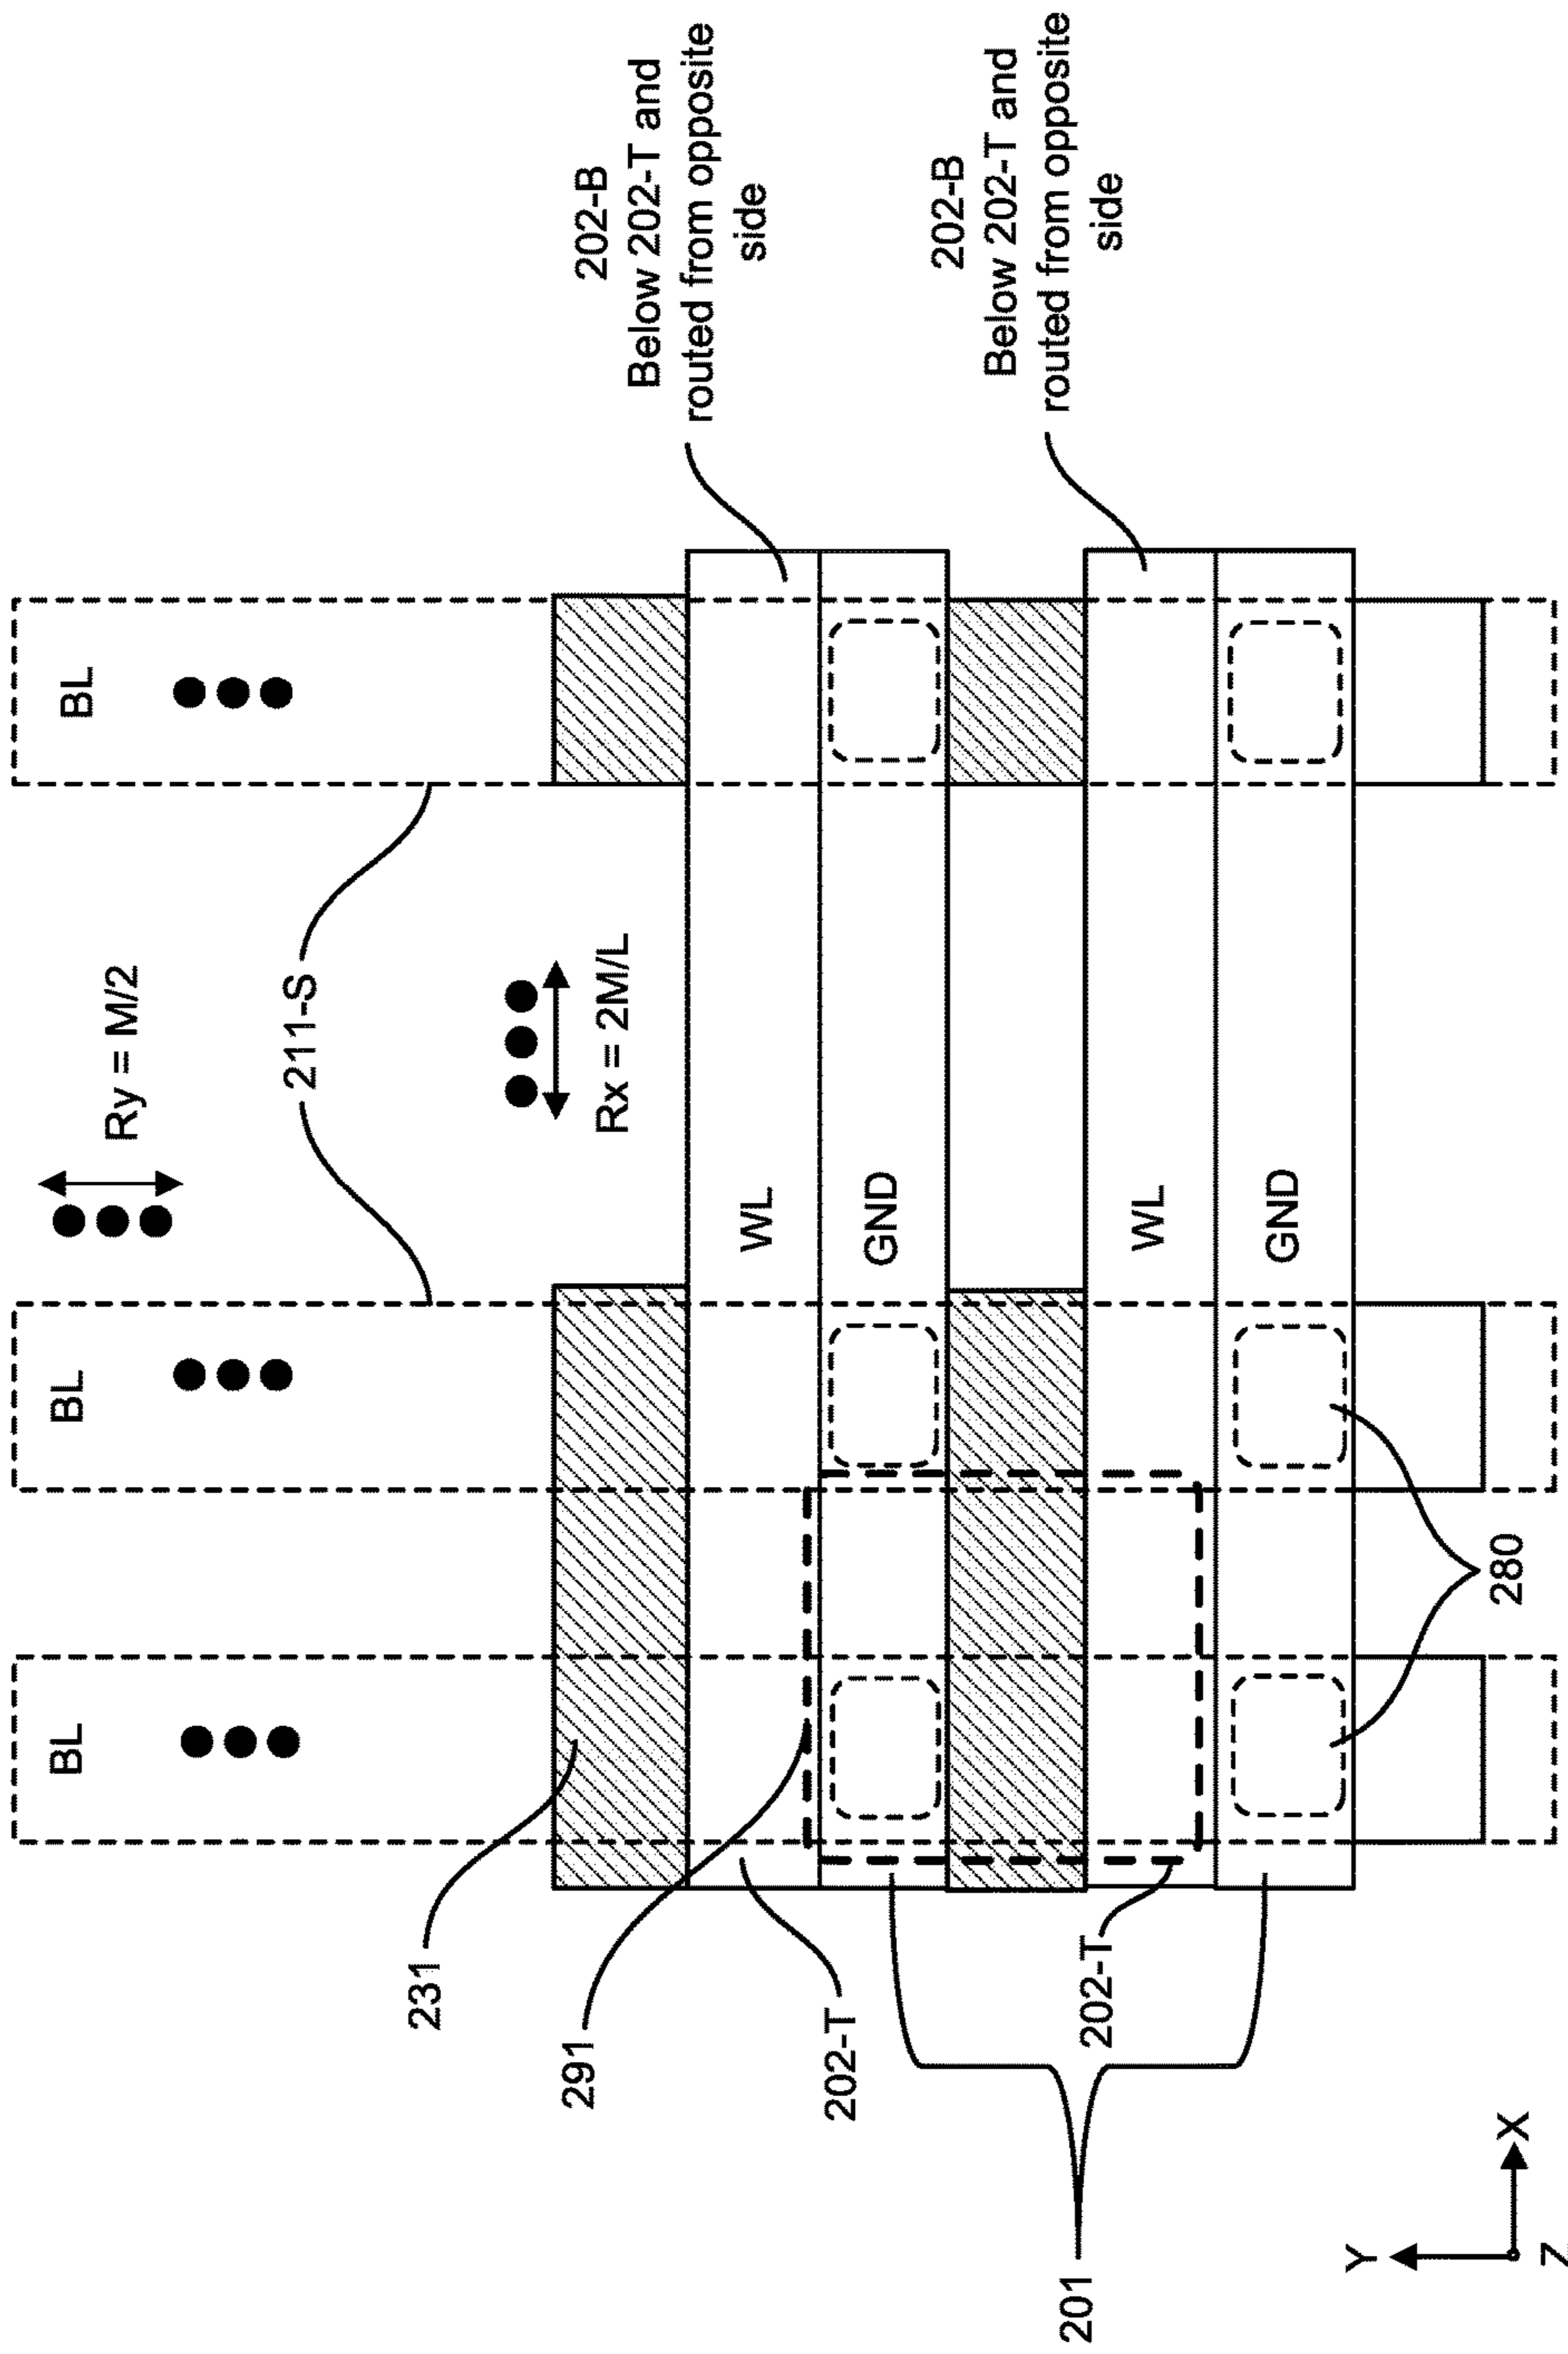 BL
BL
BL
Ry = M/2
211-S
Rx = 2M/L
231
291
202-T
202-T
201
WL
GND
WL
GND
280
202-B
Below 202-T and
routed from opposite
side
202-B
Below 202-T and
routed from opposite
side
Y
X
Z